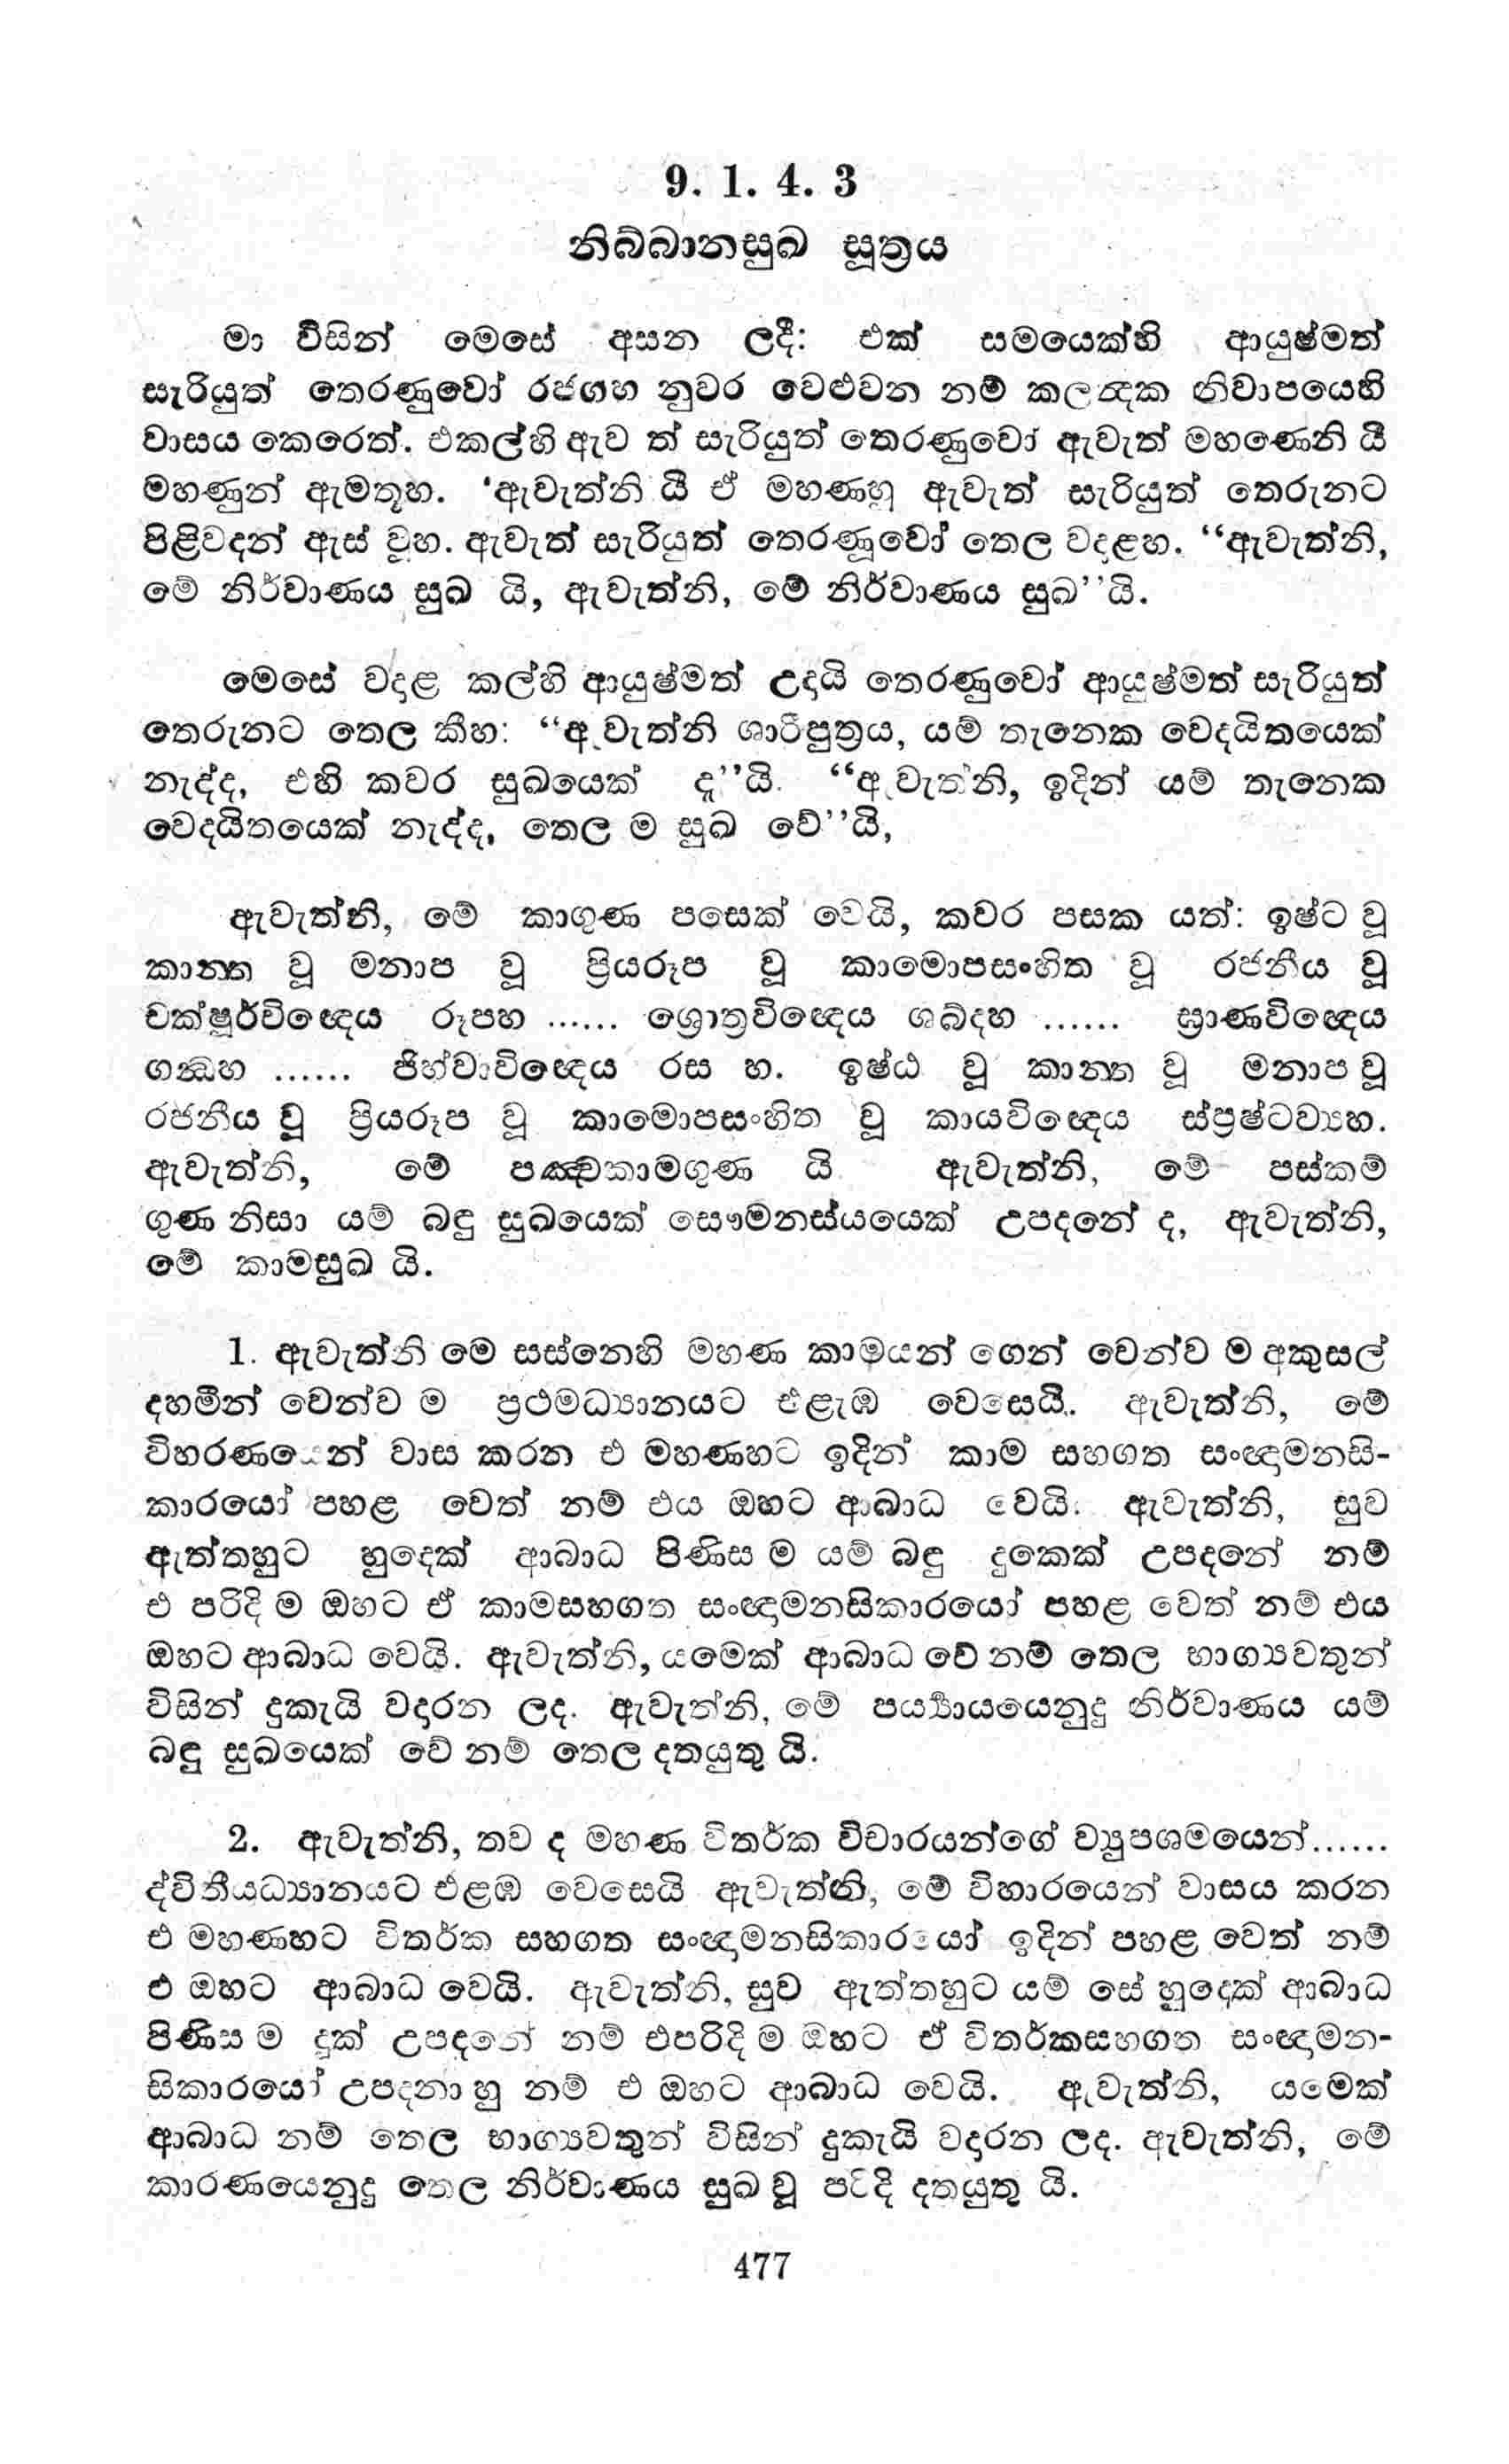 9. 1. 4. 3
නිබ්බානසුඛ සූත්‍රය
මා විසින් මෙසේ අසන ලදී: එක් සමයෙක්හි ආයුෂ්මත්
සැරියුත් තෙරණුවෝ රජගහ නුවර වෙළුවන නම් කලන්‍දක නිවාපයෙහි
වාසය කෙරෙත්. එකල්හි ඇව ත් සැරියුත් තෙරණුවෝ ඇවැත් මහණෙනි යි
මහණුන් ඇමතූහ. ‘ඇවැත්නි යි ඒ මහණහු ඇවැත් සැරියුත් තෙරුනට
පිළිවදන් ඇස් වූහ. ඇවැත් සැරියුත් තෙරණූවෝ තෙල වදාළහ. “ඇවැත්නි,
මේ නිර්වාණය සුඛ යි, ඇවැත්නි, මේ නිර්වාණය සුඛ’’යි.
මෙසේ වදාළ කල්හි ආයුෂ්මත් උදායි තෙරණුවෝ ආයුෂ්මත් සැරියුත්
තෙරුනට තෙල කීහ: “ඇවැත්නි ශාරිපුත්‍රය, යම් තැනෙක වෙදයිතයෙක්
නැද්ද, එහි කවර සුඛයෙක් දැ’’යි. “ඇවැත්නි, ඉදින් යම් තැනෙක
වෙදයිතයෙක් නැද්ද, තෙල ම සුඛ වේ’’යි,
ඇවැත්නි, මේ කාගුණ පසෙක් වෙයි, කවර පසක යත්: ඉෂ්ට වූ
කාන්ත වූ මනාප වූ ප්‍රියරූප වූ කාමොපසංහිත වූ රජනීය වූ
චක්ෂූර්විඥෙය රූපහ ...... ශ්‍රොත්‍රවිඥෙය ශබ්දහ ...... ඝ්‍රාණවිඥෙය
ගන්‍ධහ ...... ජිහ්වාවිඥෙය රස හ. ඉෂ්ඨ වූ කාන්ත වූ මනාප වූ
රජනීය වූ ප්‍රියරූප වූ කාමොපසංහිත වූ කායවිඥෙය ස්ප්‍රෂ්ටව්‍යහ.
ඇවැත්නි, මේ පඤ්චකාමගුණ යි ඇවැත්නි, මේ පස්කම්
ගුණ නිසා යම් බඳු සුඛයෙක් සෞමනස්යයෙක් උපදනේ ද, ඇවැත්නි,
මේ කාමසුඛ යි.
1. ඇවැත්නි මෙ සස්නෙහි මහණ කාමයන් ගෙන් වෙන්ව ම අකුසල්
දහමින් වෙන්ව ම ප්‍රථමධ්‍යානයට එළැඹ වෙසෙයි. ඇවැත්නි, මේ
විහරණයෙන් වාස කරන එ මහණහට ඉදින් කාම සහගත සංඥාමනසි-
කාරයෝ පහළ වෙත් නම් එය ඔහට ආබාධ වෙයි. ඇවැත්නි, සුව
ඇත්තහුට හුදෙක් ආබාධ පිණිස ම යම් බඳු දුකෙක් උපදනේ නම්
එ පරිදි ම ඔහට ඒ කාමසහගත සංඥාමනසිකාරයෝ පහළ වෙත් නම් එය
ඔහට ආබාධ වෙයි. ඇවැත්නි, යමෙක් ආබාධ වේ නම් තෙල භාග්‍යවතුන්
විසින් දුකැයි වදාරන ලද. ඇවැත්නි, මේ පර්‍ය්‍යායයෙනුදු නිර්වාණය යම්
බඳු සුඛයෙක් වේ නම් තෙල දතයුතු යි.
2. ඇවැත්නි, තව ද මහණ විතර්ක විචාරයන්ගේ ව්‍යුපශමයෙන්......
ද්විතීයධ්‍යානයට එළඹ වෙසෙයි ඇවැත්නි, මේ විහාරයෙන් වාසය කරන
එ මහණහට විතර්ක සහගත සංඥාමනසිකාරයෝ ඉදින් පහළ වෙත් නම්
එ ඔහට ආබාධ වෙයි. ඇවැත්නි, සුව ඇත්තහුට යම් සේ හුදෙක් ආබාධ
පිණිස ම දුක් උපදනේ නම් එපරිදි ම ඔහට ඒ විතර්කසහගත සංඥාමන-
සිකාරයෝ උපදනා හු නම් එ ඔහට ආබාධ වෙයි. ඇවැත්නි, යමෙක්
ආබාධ නම් තෙල භාග්‍යවතුන් විසින් දුකැයි වදාරන ලද. ඇවැත්නි, මේ
කාරණයෙනුදු තෙල නිර්වාණය සුඛ වූ පරිදි දතයුතු යි.
477